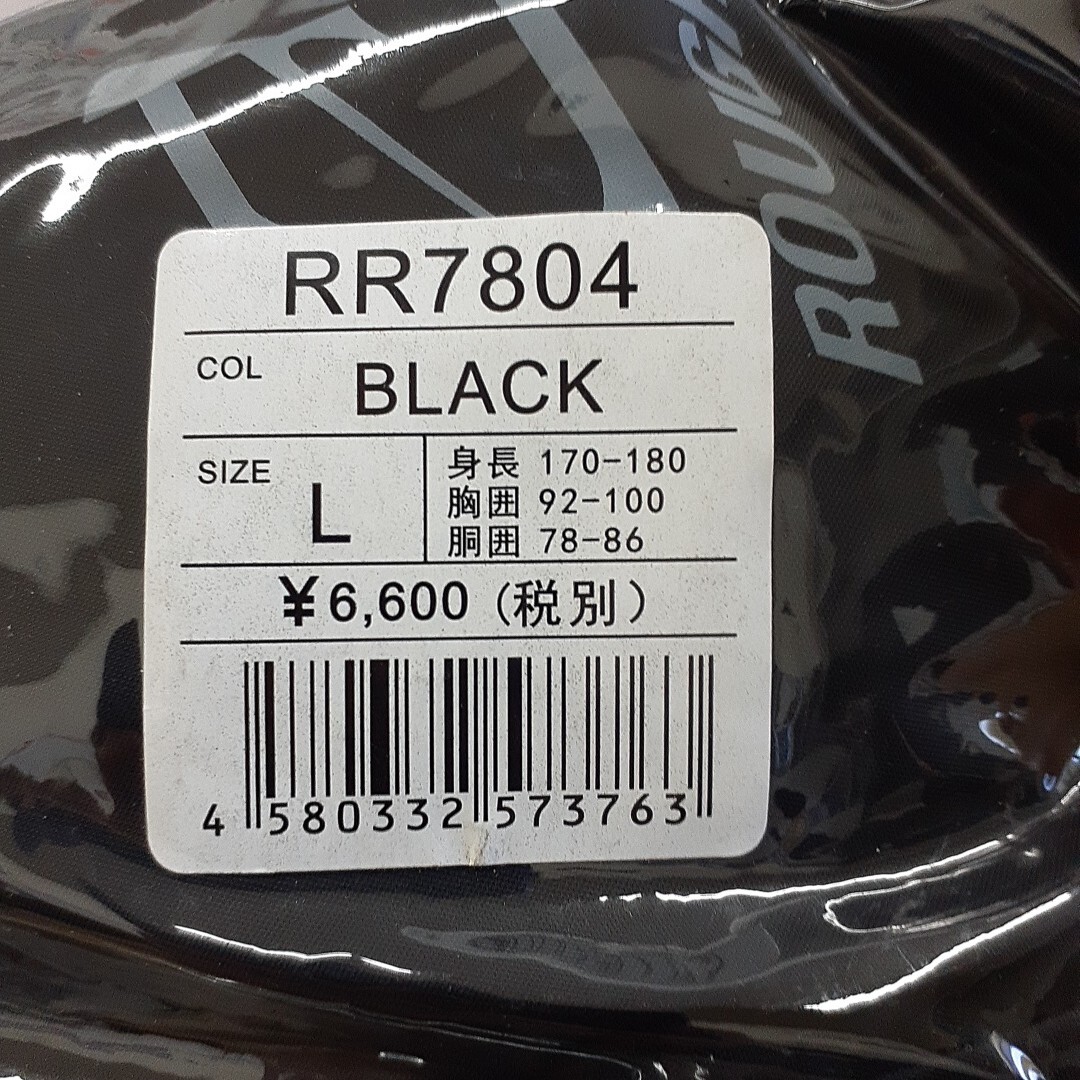 ROUG
RR7804
COL BLACK
SIZE L
身長 170-180
胸囲 92-100
胴囲 78-86
¥6,600 (税別)
4 580332 573763